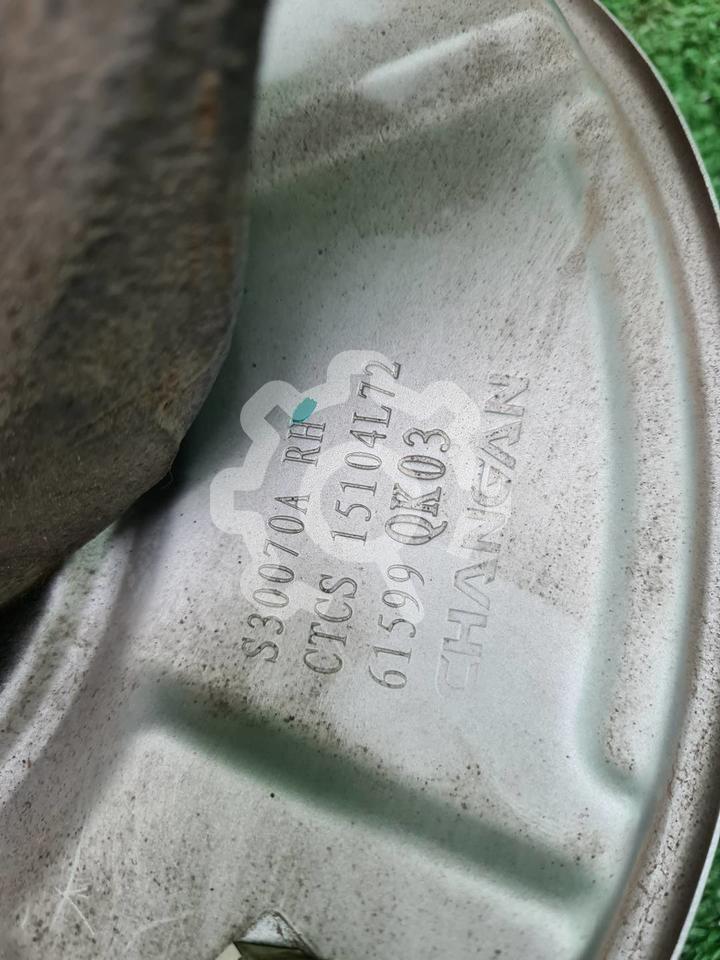 S30070A RH
CTCS 15104L72
61599 QK03
CHANGAN